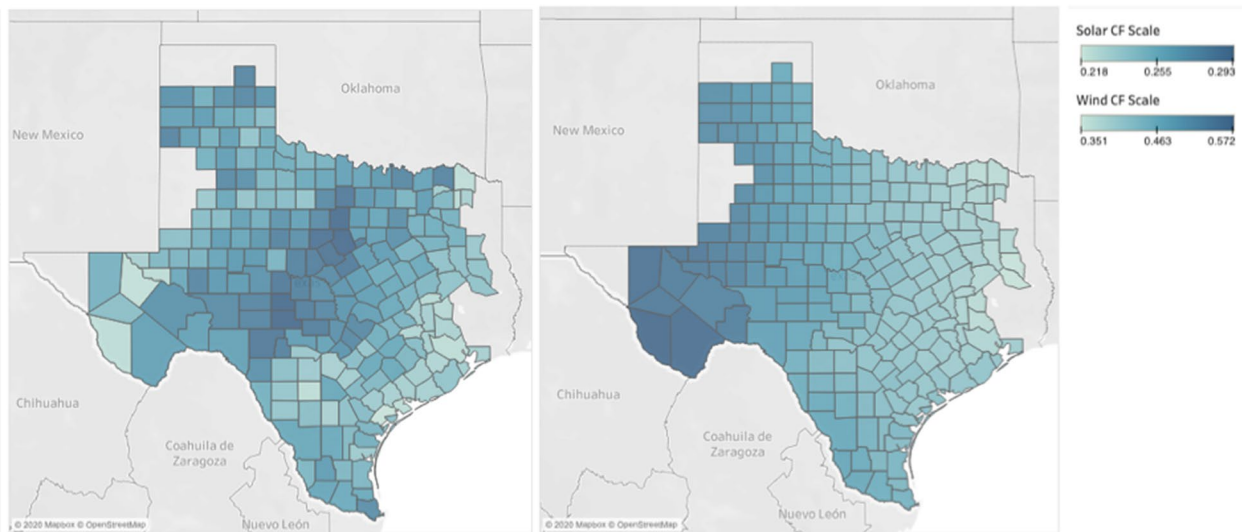 Oklahoma
New Mexico
Chihuahua
Coahuila de
Zaragoza
Nuevo León
© 2020 Mapbox © OpenStreetMap
Oklahoma
New Mexico
Chihuahua
Coahuila de
Zaragoza
Nuevo León
© 2020 Mapbox © OpenStreetMap
Solar CF Scale
0.218 0.255 0.293
Wind CF Scale
0.351 0.463 0.572